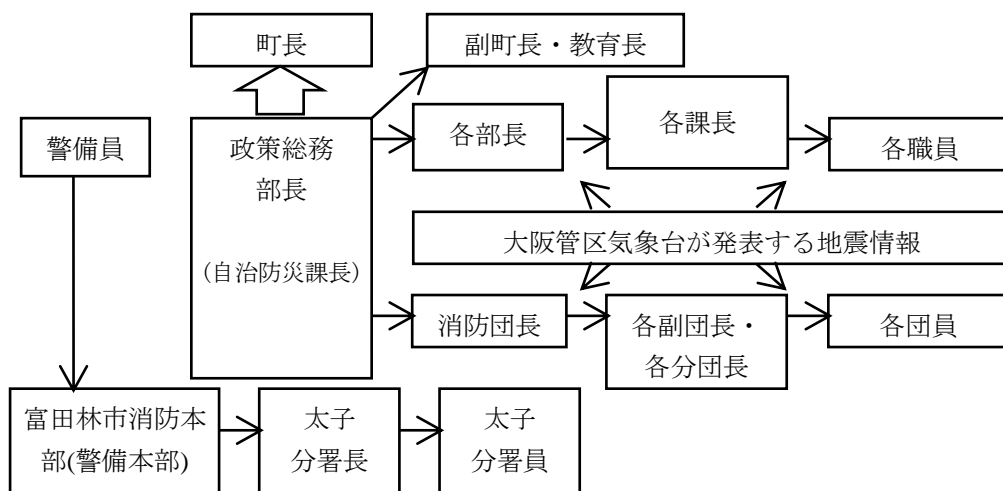 町長
副町長・教育長
警備員
政策総務
部長
（自治防災課長）
各部長
各課長
各職員
大阪管区気象台が発表する地震情報
消防団長
各副団長・
各分団長
各団員
富田林市消防本
部(警備本部)
太子
分署長
太子
分署員